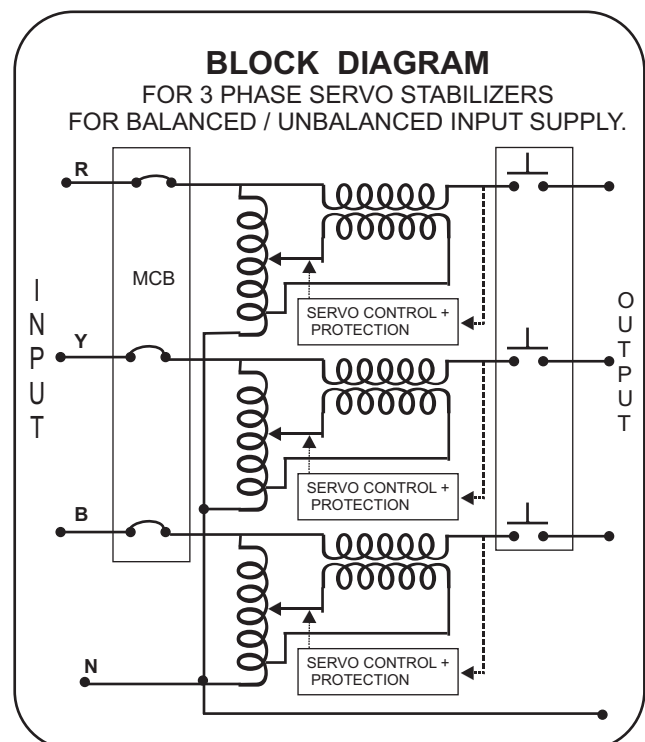 BLOCK DIAGRAM
FOR 3 PHASE SERVO STABILIZERS
FOR BALANCED / UNBALANCED INPUT SUPPLY.
R
MCB
SERVO CONTROL +
PROTECTION
INPUT
OUTPUT
Y
SERVO CONTROL +
PROTECTION
B
SERVO CONTROL +
PROTECTION
N